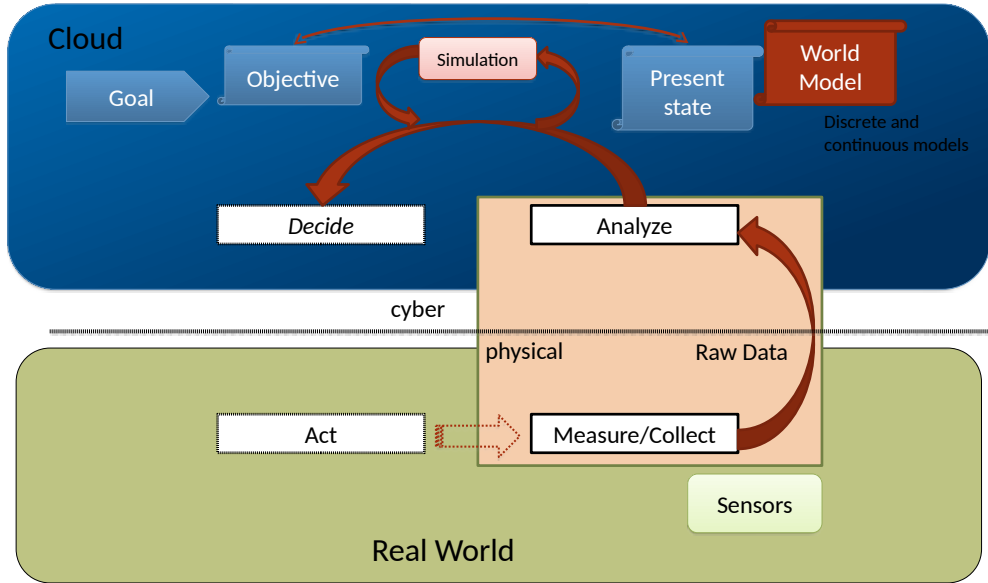 Cloud
Goal
Objective
Simulation
Present
state
World
Model
Discrete and
continuous models
Decide
Analyze
cyber
physical
Raw Data
Act
Measure/Collect
Sensors
Real World